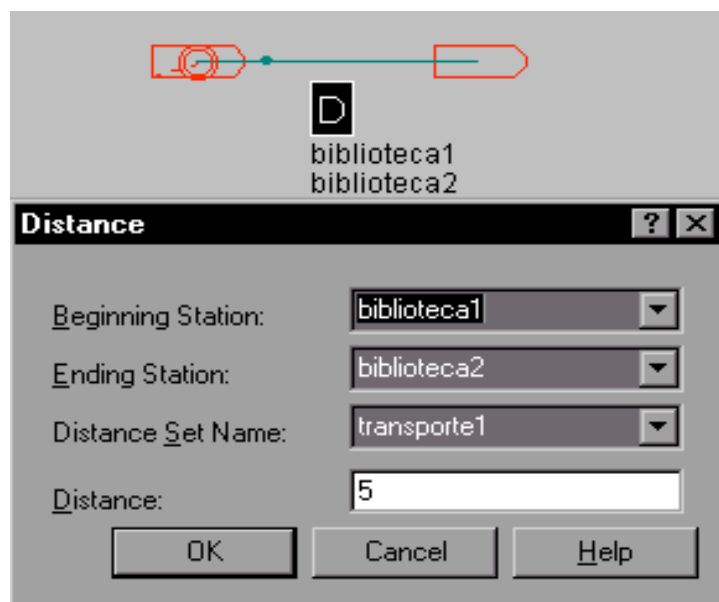 D
biblioteca1
biblioteca2
Distance
?
Beginning Station: biblioteca1
Ending Station: biblioteca2
Distance Set Name: transporte1
Distance: 5
OK Cancel Help